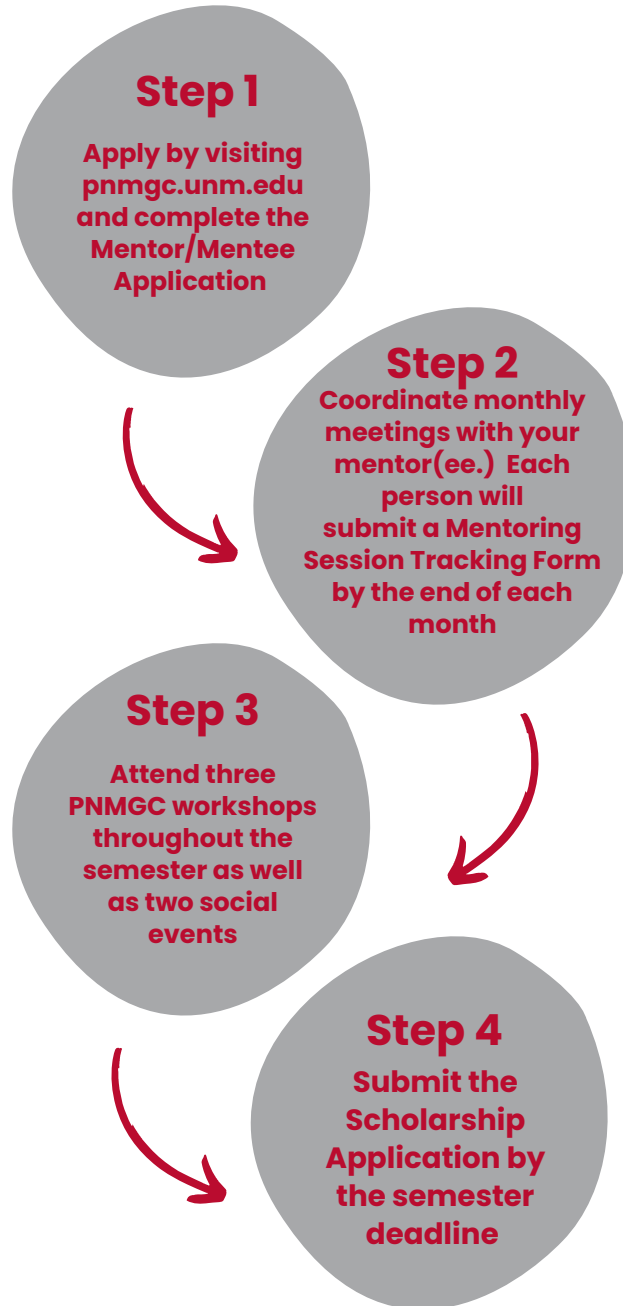 Step 1
Apply by visiting
pnmgc.unm.edu
and complete the
Mentor/Mentee
Application
Step 2
Coordinate monthly
meetings with your
mentor(ee.)  Each
person will
submit a Mentoring
Session Tracking Form
by the end of each
month
Step 3
Attend three
PNMGC workshops
throughout the
semester as well
as two social
events
Step 4
Submit the
Scholarship
Application by
the semester
deadline